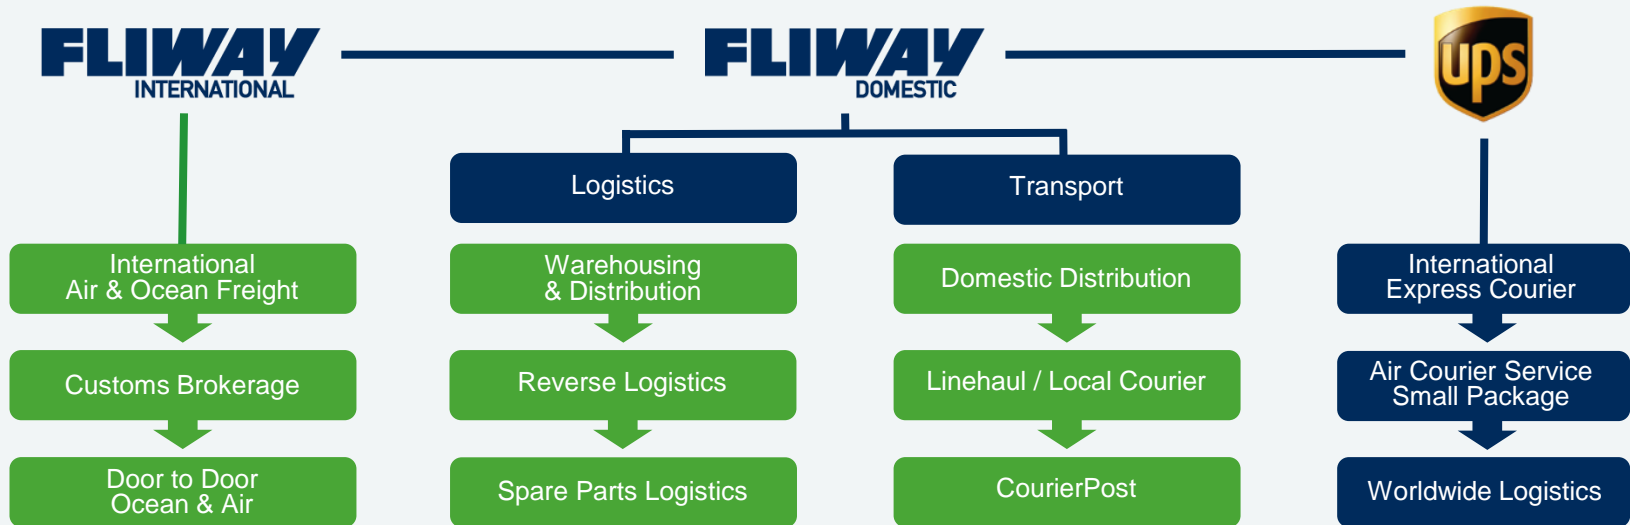 FLIWAY
INTERNATIONAL
FLIWAY
DOMESTIC
ups
Logistics
Transport
International
Air & Ocean Freight
Warehousing
& Distribution
Domestic Distribution
International
Express Courier
Customs Brokerage
Reverse Logistics
Linehaul / Local Courier
Air Courier Service
Small Package
Door to Door
Ocean & Air
Spare Parts Logistics
CourierPost
Worldwide Logistics